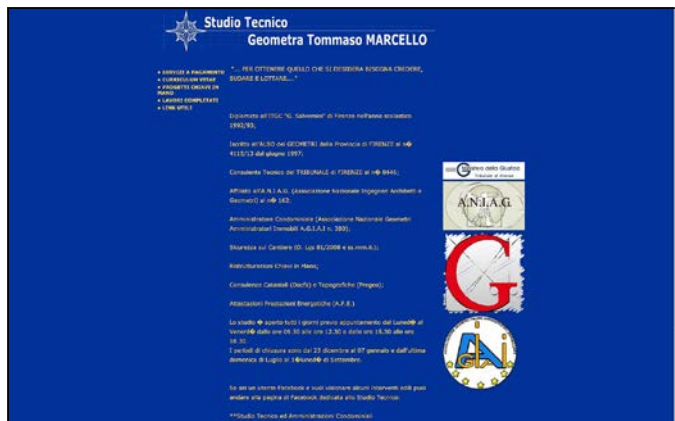 Studio Tecnico
Geometra Tommaso MARCELLO
• SERVIZI A PAGAMENTO
• CURRICULUM VITAE
• PROGETTI CHIAVI IN
MANO
• LAVORI COMPLETATI
• LINK UTILI
"... PER OTTENERE QUELLO CHE SI DESIDERA BISOGNA CREDERE,
SUDARE E LOTTARE..."
Diplomato all'ITGC "G. Salvemini" di Firenze nell'anno scolastico
1992/93;
Iscritto all'ALBO dei GEOMETRI della Provincia di FIRENZE al n�
4115/13 dal giugno 1997;
Consulente Tecnico del TRIBUNALE di FIRENZE al n� 8446;
Affiliato all'A.N.I.A.G. (Associazione Nazionale Ingegneri Architetti e
Geometri) al n� 162;
Amministratore Condominiale (Associazione Nazionale Geometri
Amministratori Immobili A.G.I.A.I n. 380);
Sicurezza sul Cantiere (D. Lgs 81/2008 e ss.mm.ii.);
Ristrutturazioni Chiavi in Mano;
Consulenze Catastali (Docfa) e Topografiche (Pregeo);
Attestazioni Prestazioni Energetiche (A.P.E.)
Lo studio � aperto tutti i giorni previo appuntamento dal Luned� al
Venerd� dalle ore 08.30 alle ore 12.30 e dalle ore 15.30 alle ore
18.30.
I periodi di chiusura sono dal 23 dicembre al 07 gennaio e dall'ultima
domenica di Luglio al 1�luned� di Settembre.
Se sei un utente Facebook e vuoi visionare alcuni interventi edili puoi
andare alla pagina di Facebook dedicata allo Studio Tecnico:
**Studio Tecnico ed Amministrazioni Condominiali
della Giustizia
A.N.I.A.G.
G